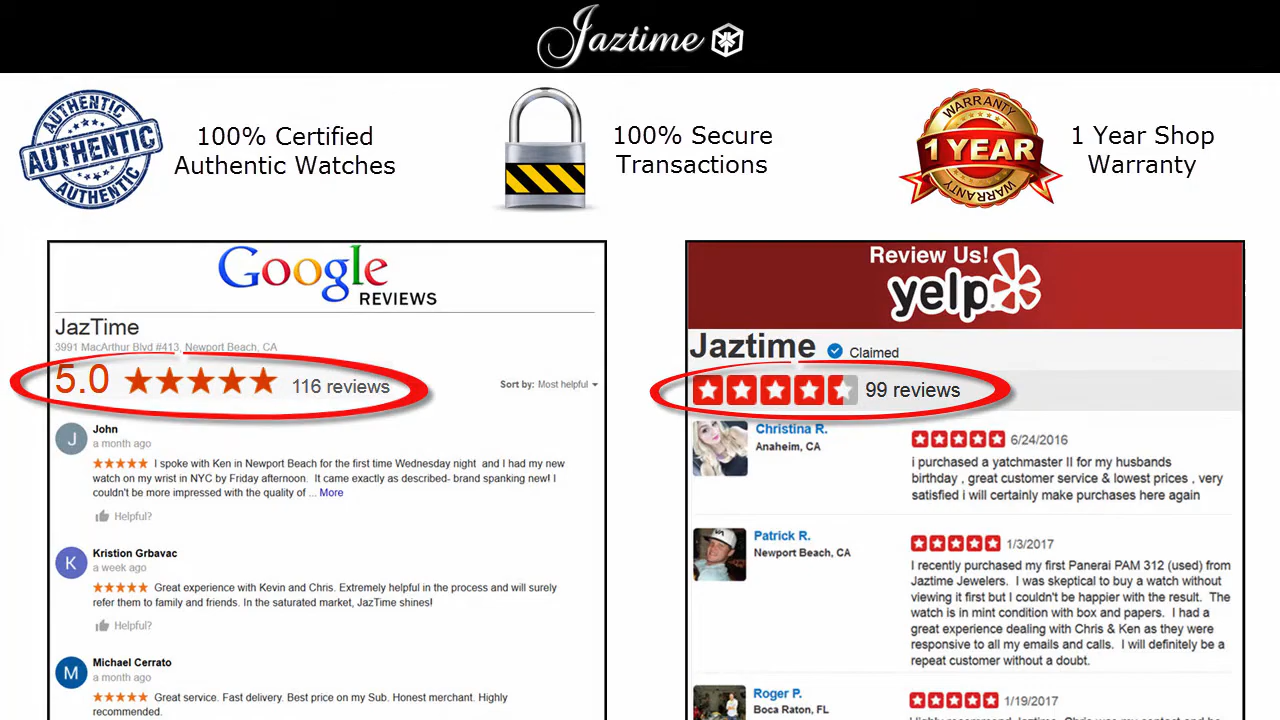 Jaztime
AUTHENTIC
AUTHENTIC
AUTHENTIC
100% Certified
Authentic Watches
100% Secure
Transactions
WARRANTY
1 YEAR
WARRANTY
1 Year Shop
Warranty
Google
REVIEWS
JazTime
3991 MacArthur Blvd #413, Newport Beach, CA
5.0 116 reviews
Sort by: Most helpful
J
John
a month ago
I spoke with Ken in Newport Beach for the first time Wednesday night and I had my new
watch on my wrist in NYC by Friday afternoon. It came exactly as described- brand spanking new! I
couldn't be more impressed with the quality of ... More
Helpful?
K
Kristion Grbavac
a week ago
Great experience with Kevin and Chris. Extremely helpful in the process and will surely
refer them to family and friends. In the saturated market, JazTime shines!
Helpful?
M
Michael Cerrato
a month ago
Great service. Fast delivery. Best price on my Sub. Honest merchant. Highly
recommended.
Review Us!
yelp
Jaztime Claimed
99 reviews
Christina R.
Anaheim, CA
6/24/2016
i purchased a yatchmaster II for my husbands
birthday , great customer service & lowest prices , very
satisfied i will certainly make purchases here again
Patrick R.
Newport Beach, CA
1/3/2017
I recently purchased my first Panerai PAM 312 (used) from
Jaztime Jewelers. I was skeptical to buy a watch without
viewing it first but I couldn't be happier with the result. The
watch is in mint condition with box and papers. I had a
great experience dealing with Chris & Ken as they were
responsive to all my emails and calls. I will definitely be a
repeat customer without a doubt.
Roger P.
Boca Raton, FL
1/19/2017